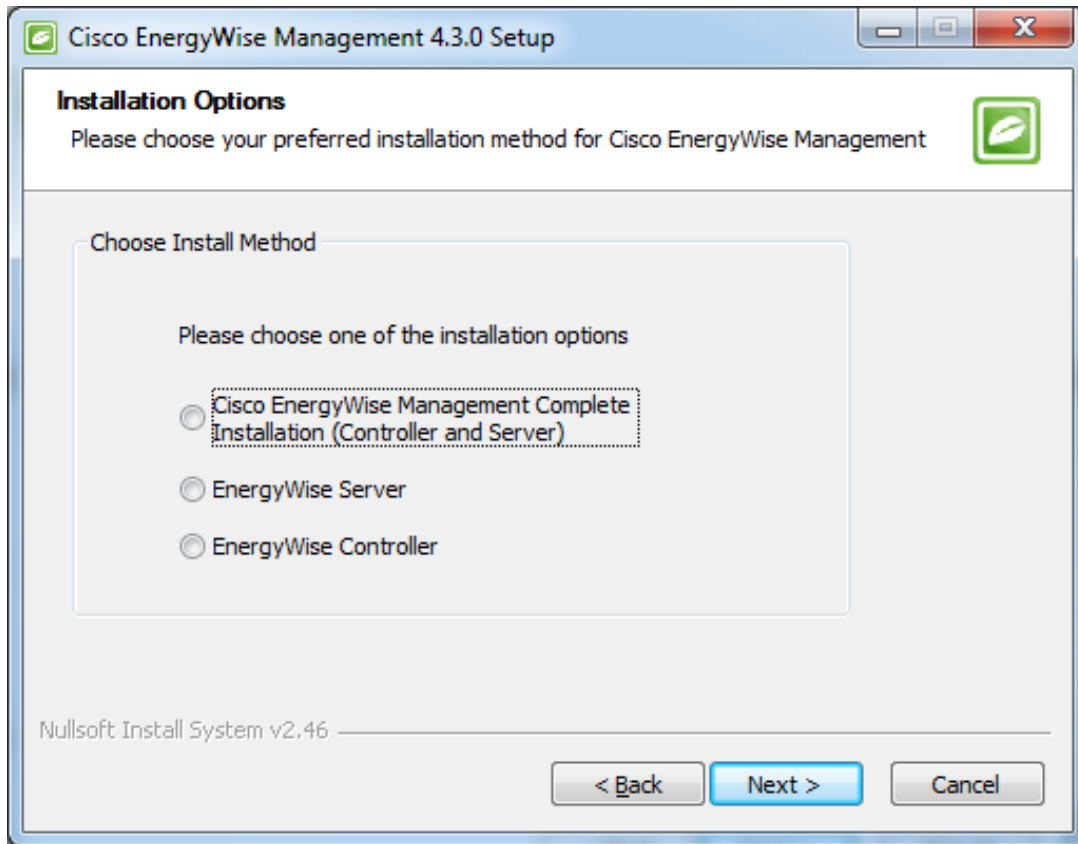 Cisco EnergyWise Management 4.3.0 Setup
Installation Options
Please choose your preferred installation method for Cisco EnergyWise Management
Choose Install Method
Please choose one of the installation options
Cisco EnergyWise Management Complete
Installation (Controller and Server)
EnergyWise Server
EnergyWise Controller
Nullsoft Install System v2.46
< Back
Next >
Cancel